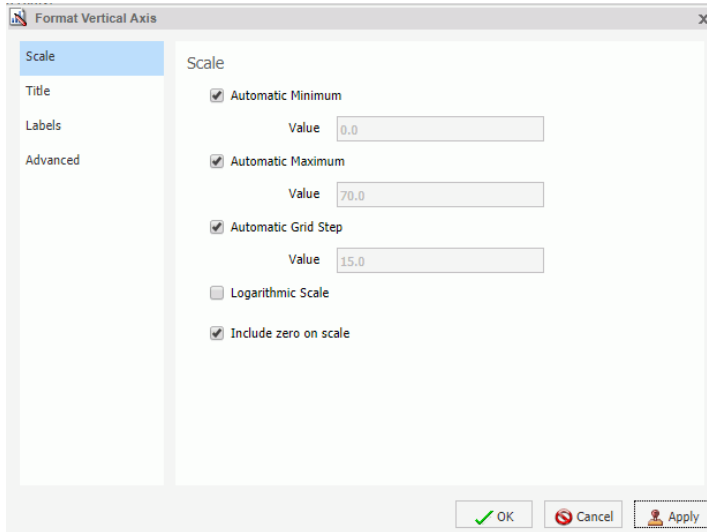 Format Vertical Axis
x
Scale
Title
Labels
Advanced
Scale
Automatic Minimum
Value 0.0
Automatic Maximum
Value 70.0
Automatic Grid Step
Value 15.0
Logarithmic Scale
Include zero on scale
OK Cancel Apply